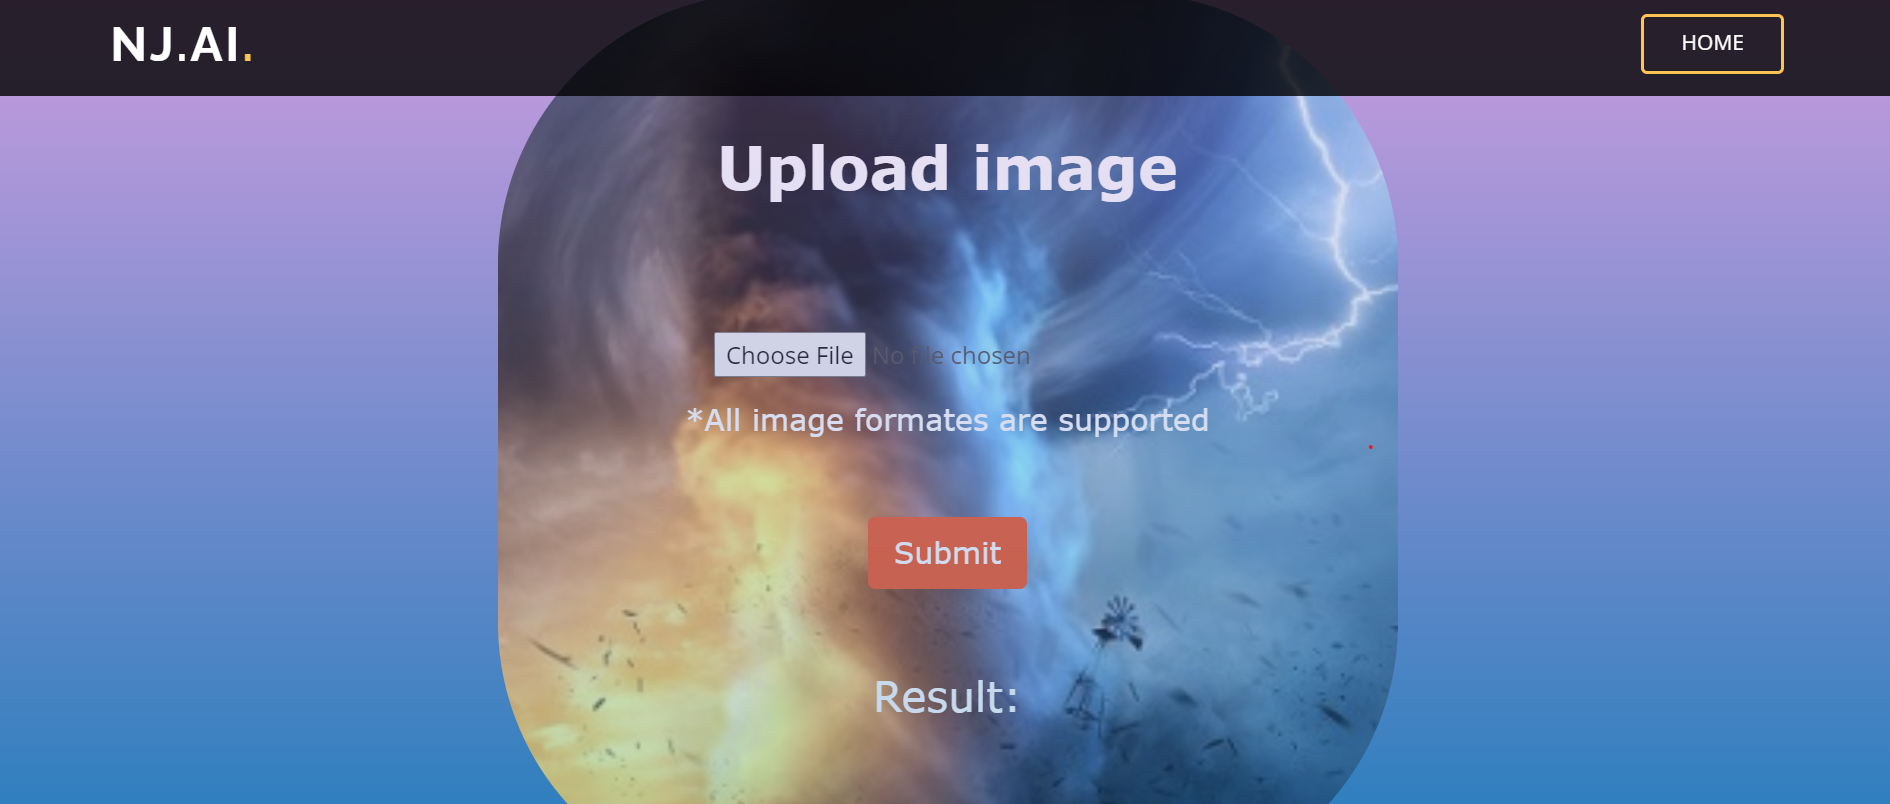 NJ.AI.
HOME
Upload image
Choose File No file chosen
*All image formates are supported
Submit
Result: